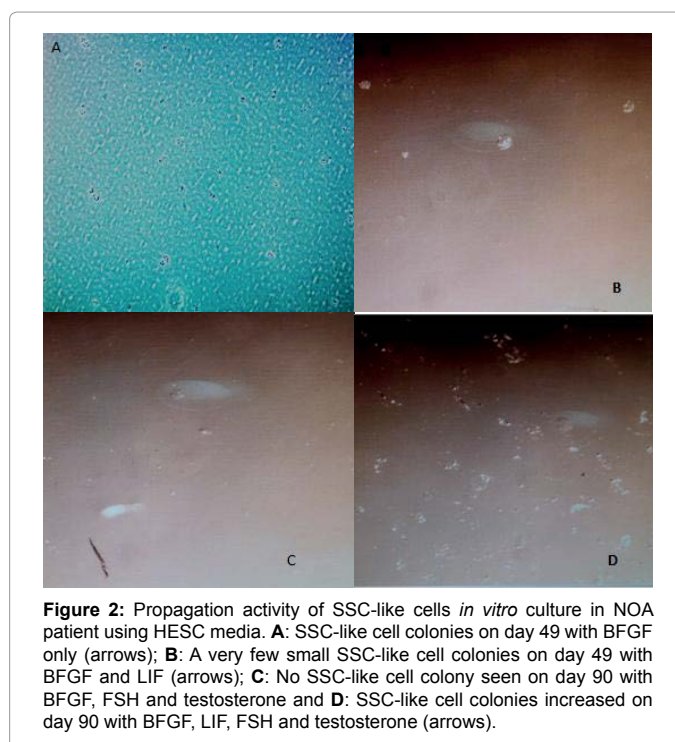 A
B
C
D
Figure 2: Propagation activity of SSC-like cells in vitro culture in NOA
patient using HESC media. A: SSC-like cell colonies on day 49 with BFGF
only (arrows); B: A very few small SSC-like cell colonies on day 49 with
BFGF and LIF (arrows); C: No SSC-like cell colony seen on day 90 with
BFGF, FSH and testosterone and D: SSC-like cell colonies increased on
day 90 with BFGF, LIF, FSH and testosterone (arrows).